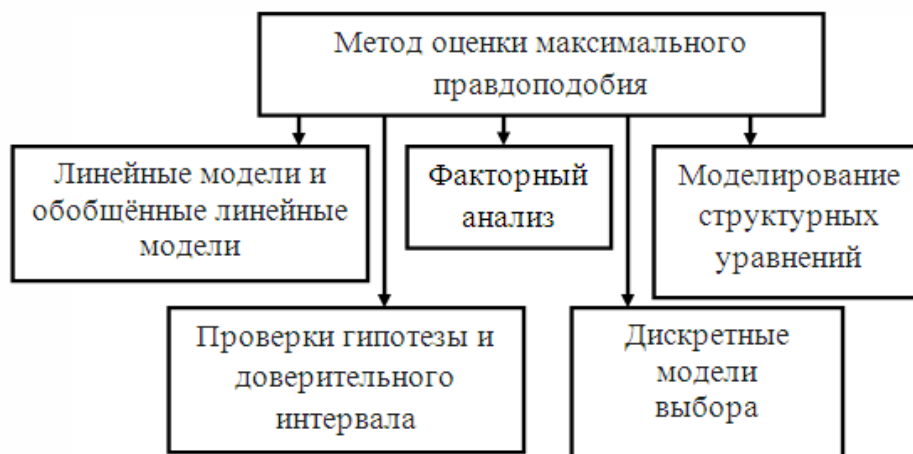 Метод оценки максимального
правдоподобия
Линейные модели и
обобщённые линейные
модели
Факторный
анализ
Моделирование
структурных
уравнений
Проверки гипотезы и
доверительного
интервала
Дискретные
модели
выбора